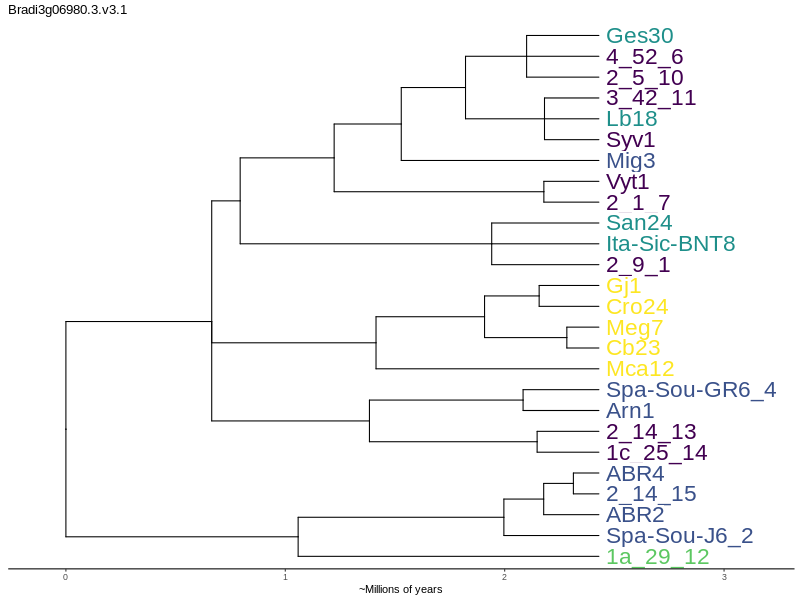 Bradi3g06980.3.v3.1
Ges30
4_52_6
2_5_10
3_42_11
Lb18
Syv1
Mig3
Vyt1
2_1_7
San24
Ita-Sic-BNT8
2_9_1
Gj1
Cro24
Meg7
Cb23
Mca12
Spa-Sou-GR6_4
Arn1
2_14_13
1c_25_14
ABR4
2_14_15
ABR2
Spa-Sou-J6_2
1a_29_12
0 1 2 3
~Millions of years